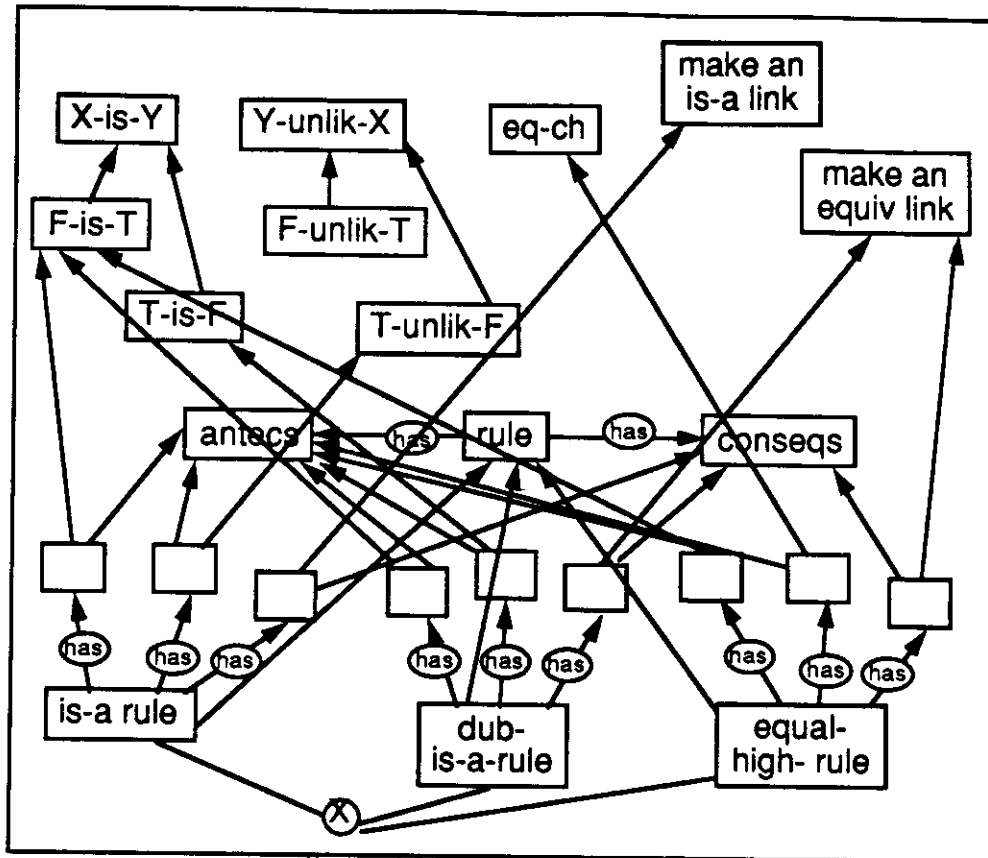 make an
is-a link
X-is-Y
Y-unlik-X
eq-ch
make an
equiv link
F-is-T
F-unlik-T
T-is-F
T-unlik-F
antecs
has
rule
has
conseqs
has
has
has
has
has
has
has
has
has
is-a rule
dub-
is-a-rule
equal-
high- rule
X